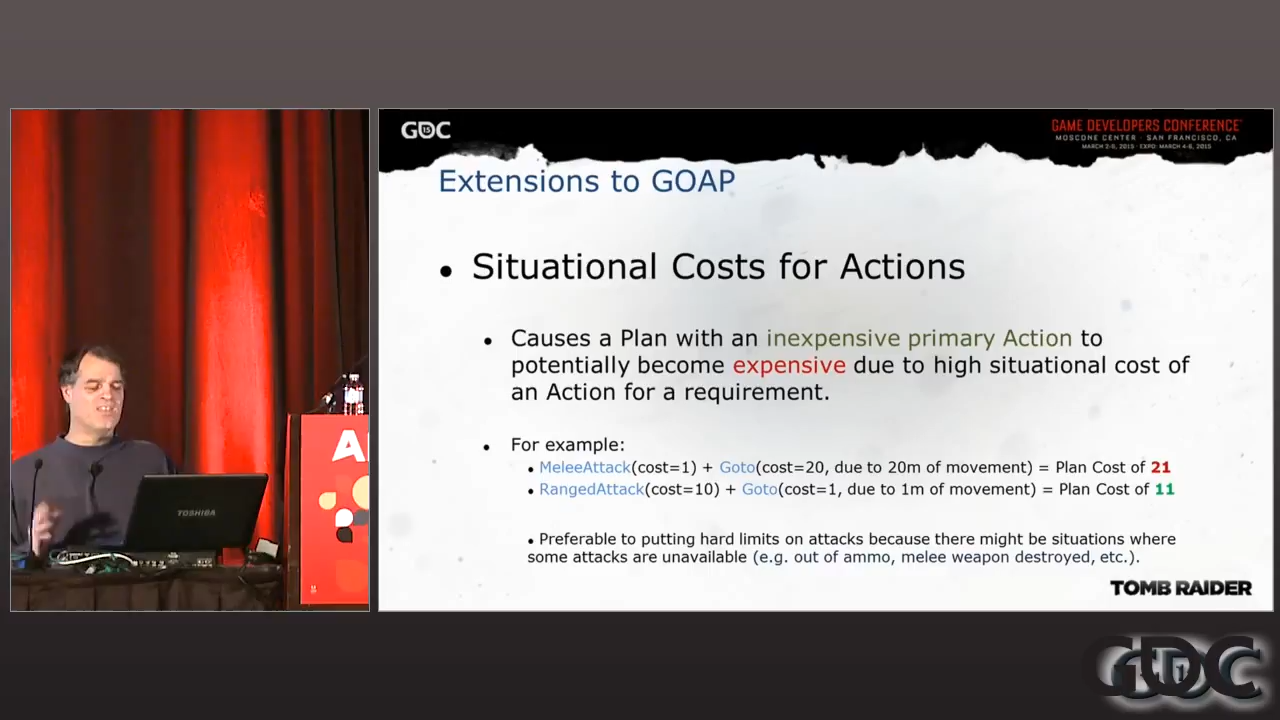 GDC 15
GAME DEVELOPERS CONFERENCE
MOSCONE CENTER · SAN FRANCISCO, CA
MARCH 2-6, 2015 · EXPO: MARCH 4-6, 2015
Extensions to GOAP
• Situational Costs for Actions
• Causes a Plan with an inexpensive primary Action to
potentially become expensive due to high situational cost of
an Action for a requirement.
• For example:
• MeleeAttack(cost=1) + Goto(cost=20, due to 20m of movement) = Plan Cost of 21
• RangedAttack(cost=10) + Goto(cost=1, due to 1m of movement) = Plan Cost of 11
• Preferable to putting hard limits on attacks because there might be situations where
some attacks are unavailable (e.g. out of ammo, melee weapon destroyed, etc.).
TOMB RAIDER
TOSHIBA
GDC